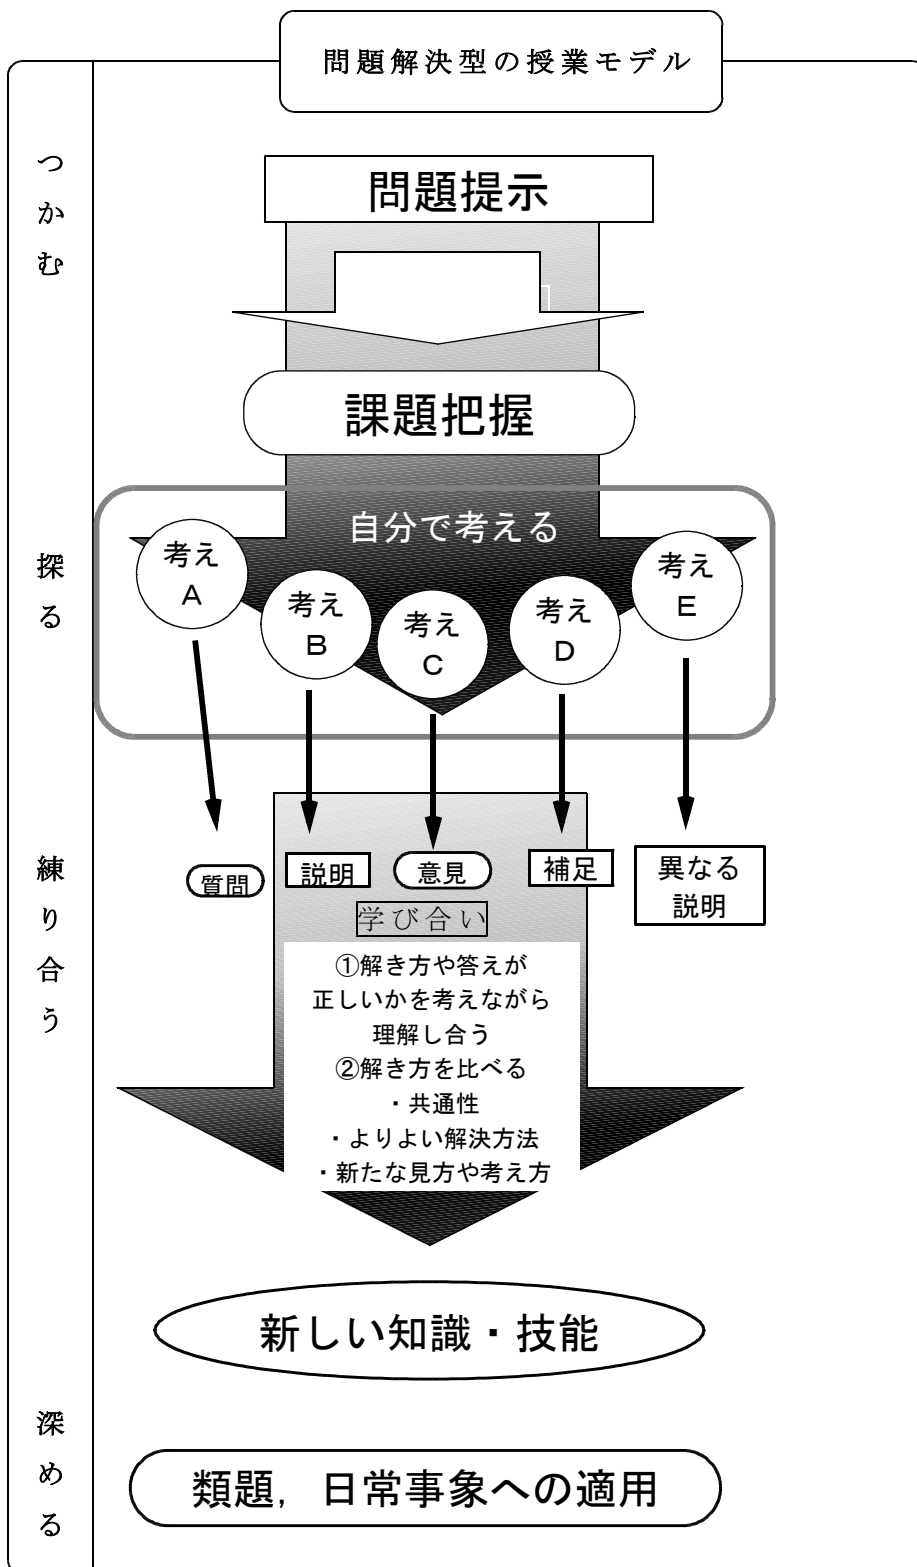 問題解決型の授業モデル
つかむ
問題提示
課題把握
探る
自分で考える
考え
A
考え
B
考え
C
考え
D
考え
E
練り合う
質問
説明
意見
補足
異なる
説明
学び合い
①解き方や答えが
正しいかを考えながら
理解し合う
②解き方を比べる
・共通性
・よりよい解決方法
・新たな見方や考え方
新しい知識・技能
深める
類題，日常事象への適用